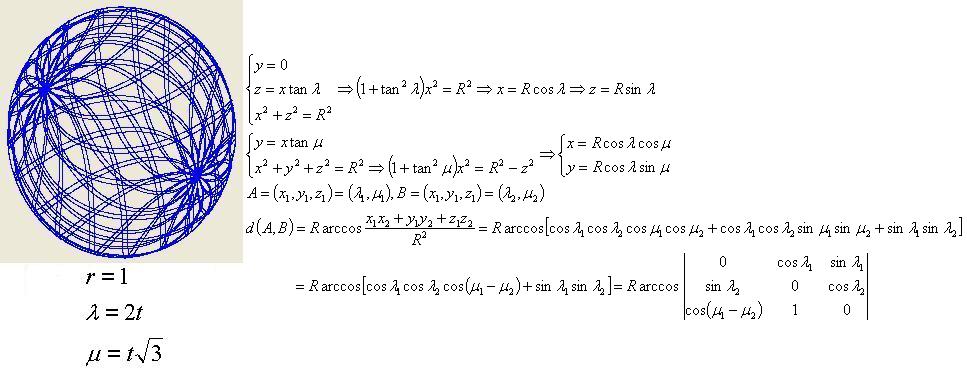 y = 0
z = x tan λ ⇒ (1 + tan² λ)x² = R² ⇒ x = R cos λ ⇒ z = R sin λ
x² + z² = R²
y = x tan μ
x² + y² + z² = R² ⇒ (1 + tan² μ)x² = R² − z² ⇒ { x = R cos λ cos μ
y = R cos λ sin μ
A = (x₁, y₁, z₁) = (λ₁, μ₁), B = (x₁, y₁, z₁) = (λ₂, μ₂)
d(A, B) = R arccos (x₁x₂ + y₁y₂ + z₁z₂)/R² = R arccos[cos λ₁ cos λ₂ cos μ₁ cos μ₂ + cos λ₁ cos λ₂ sin μ₁ sin μ₂ + sin λ₁ sin λ₂]
= R arccos[cos λ₁ cos λ₂ cos(μ₁ − μ₂) + sin λ₁ sin λ₂] = R arccos
0 cos λ₁ sin λ₁
sin λ₂ 0 cos λ₂
cos(μ₁ − μ₂) 1 0
r = 1
λ = 2t
μ = t√3